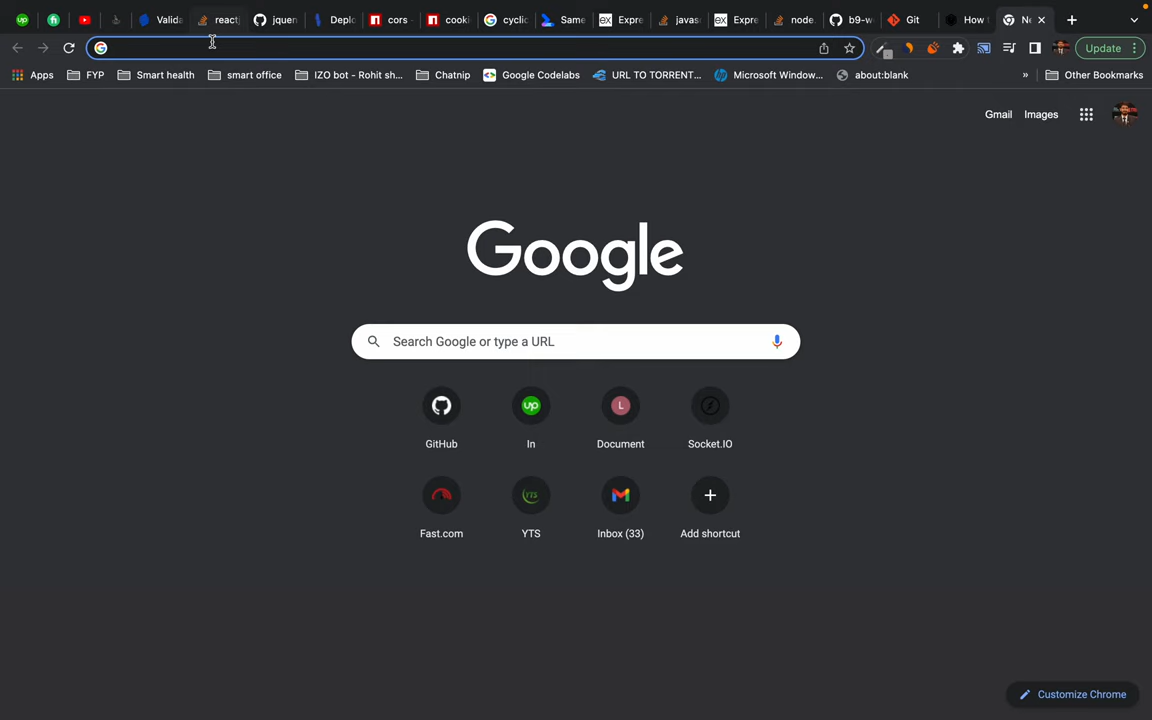 Valida reactj jquen Deplo cors cooki cyclic Same Expre javas Expre node. b9-w Git How t Ne
Update
Apps FYP Smart health smart office IZO bot - Rohit sh... Chatnip Google Codelabs URL TO TORRENT... Microsoft Window... about:blank » Other Bookmarks
Gmail Images
Google
Search Google or type a URL
GitHub In Document Socket.IO
Fast.com YTS Inbox (33) Add shortcut
Customize Chrome